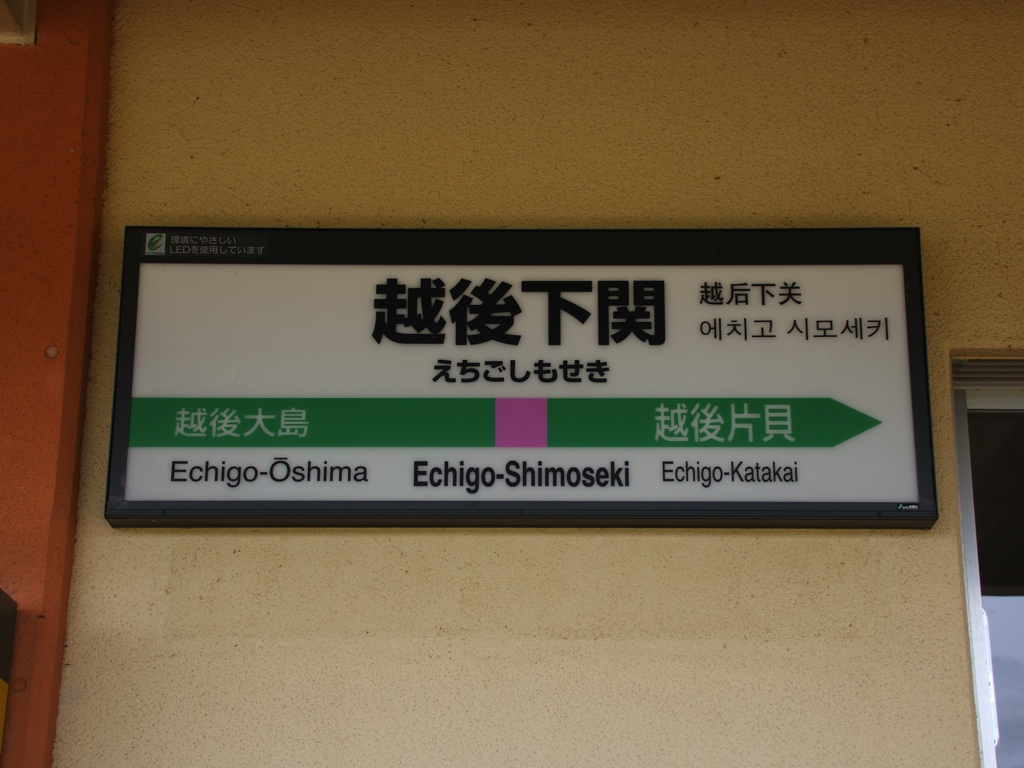 環境にやさしい
LEDを使用しています
越後下関
越后下关
에치고 시모세키
えちごしもせき
越後大島 越後片貝
Echigo-Ōshima Echigo-Shimoseki Echigo-Katakai